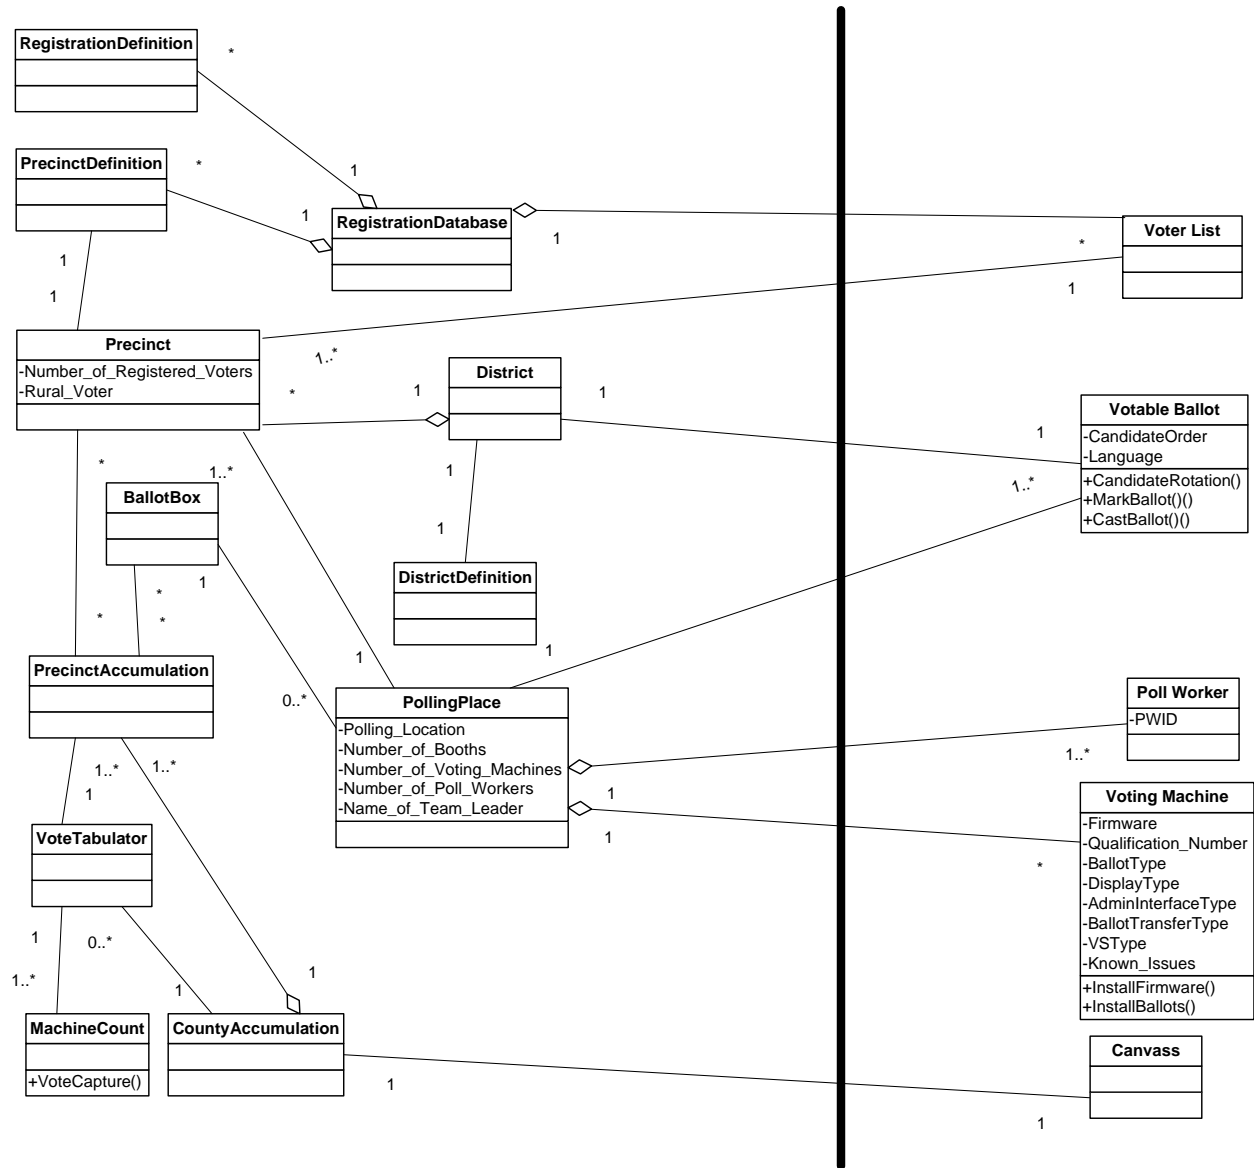 RegistrationDefinition
*
PrecinctDefinition
*
1
1
RegistrationDatabase
1
Voter List
*
1
1
1
Precinct
-Number_of_Registered_Voters
-Rural_Voter
1..*
*
1
District
1
Votable Ballot
-CandidateOrder
-Language
+CandidateRotation()
+MarkBallot()()
+CastBallot()()
1
1..*
*
1..*
1
BallotBox
1
DistrictDefinition
1
*
*
*
1
1
PrecinctAccumulation
0..*
PollingPlace
-Polling_Location
-Number_of_Booths
-Number_of_Voting_Machines
-Number_of_Poll_Workers
-Name_of_Team_Leader
Poll Worker
-PWID
1..*
1
1
*
Voting Machine
-Firmware
-Qualification_Number
-BallotType
-DisplayType
-AdminInterfaceType
-BallotTransferType
-VSType
-Known_Issues
+InstallFirmware()
+InstallBallots()
1..*
1..*
1
VoteTabulator
1
0..*
1..*
1
1
MachineCount
+VoteCapture()
CountyAccumulation
1
Canvass
1